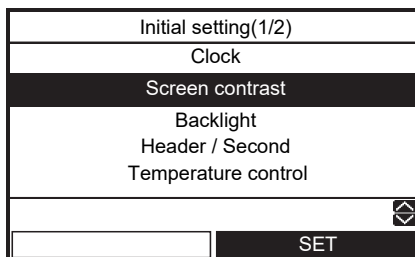 Initial setting(1/2)
Clock
Screen contrast
Backlight
Header / Second
Temperature control
SET